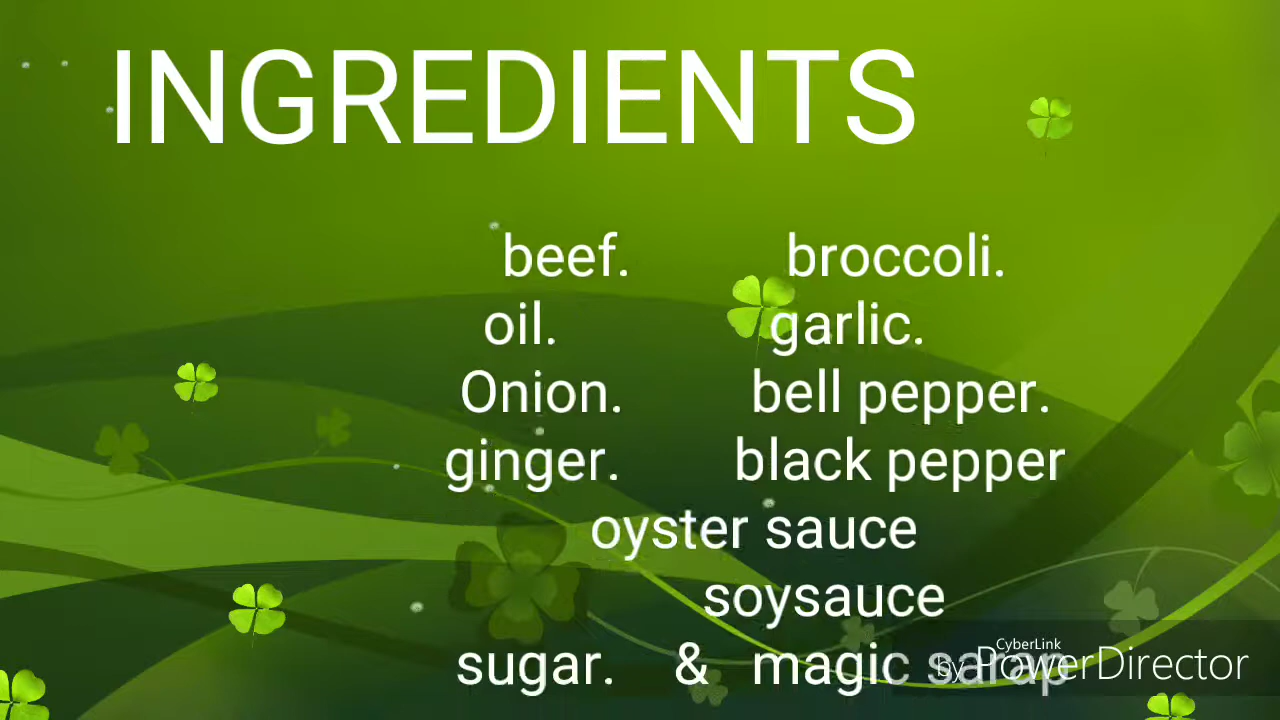 INGREDIENTS
beef. broccoli.
oil. garlic.
Onion. bell pepper.
ginger. black pepper
oyster sauce
soysauce
sugar. & magic sarap
CyberLink
by PowerDirector